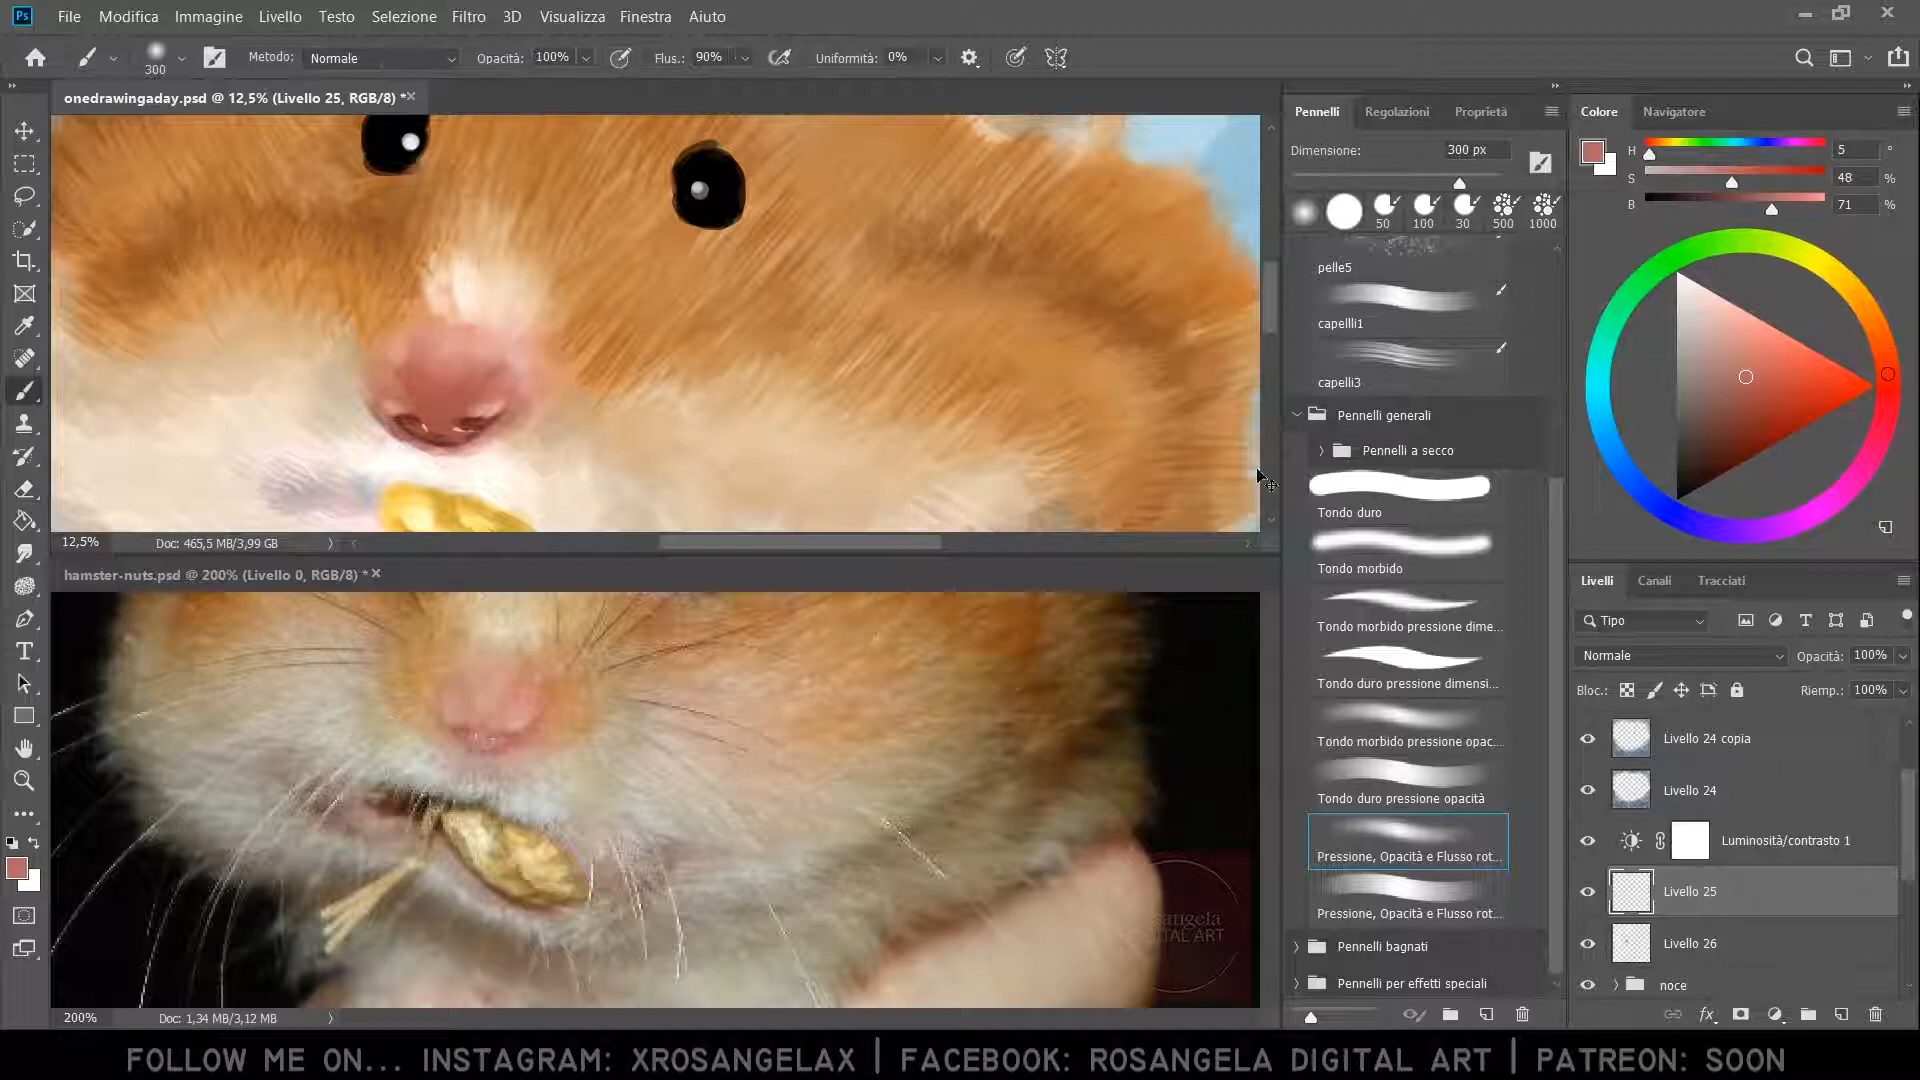 Ps File Modifica Immagine Livello Testo Selezione Filtro 3D Visualizza Finestra Aiuto
300 Metodo: Normale Opacità: 100% Flus.: 90% Uniformità: 0%
onedrawingaday.psd @ 12,5% (Livello 25, RGB/8) *
12,5% Doc: 465,5 MB/3,99 GB
hamster-nuts.psd @ 200% (Livello 0, RGB/8) *
ITAL ART
200% Doc: 1,34 MB/3,12 MB
Pennelli Regolazioni Proprietà
Dimensione: 300 px
50 100 30 500 1000
pelle5
capellli1
capelli3
Pennelli generali
Pennelli a secco
Tondo duro
Tondo morbido
Tondo morbido pressione dime...
Tondo duro pressione dimensi...
Tondo morbido pressione opac...
Tondo duro pressione opacità
Pressione, Opacità e Flusso rot...
Pressione, Opacità e Flusso rot...
Pennelli bagnati
Pennelli per effetti speciali
Colore Navigatore
H 5 °
S 48 %
B 71 %
Livelli Canali Tracciati
Tipo
Normale Opacità: 100%
Bloc.: Riemp.: 100%
Livello 24 copia
Livello 24
Luminosità/contrasto 1
Livello 25
Livello 26
noce
fx
FOLLOW ME ON... INSTAGRAM: XROSANGELAX | FACEBOOK: ROSANGELA DIGITAL ART | PATREON: SOON